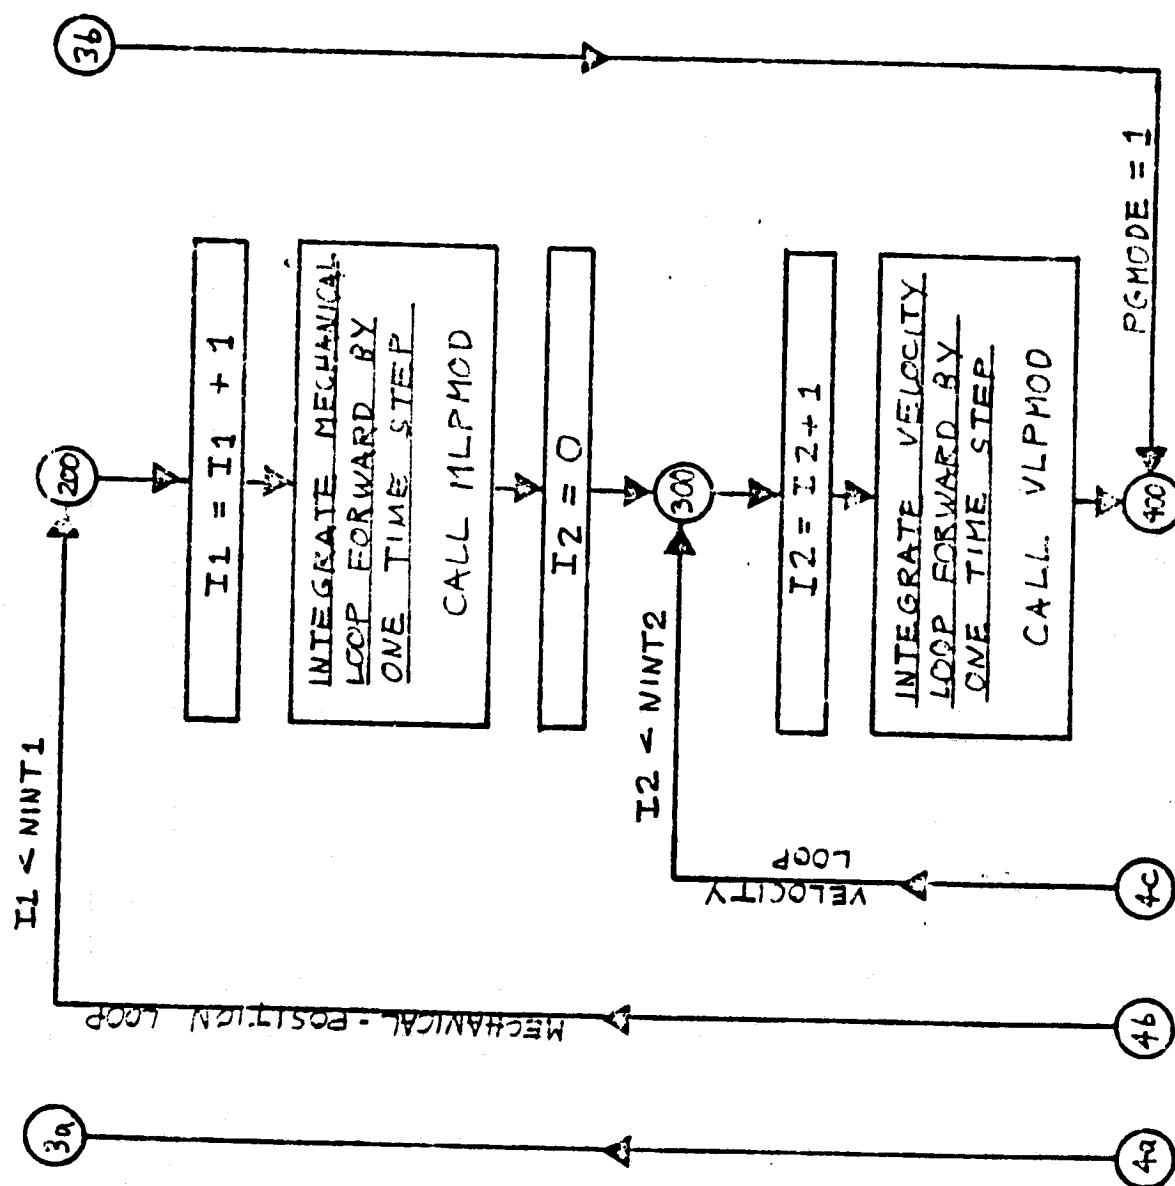 3b
200
I1 < NINT1
I1 = I1 + 1
INTEGRATE MECHANICAL
LOOP FORWARD BY
ONE TIME STEP
CALL MLPMOD
I2 = 0
300
I2 < NINT2
I2 = I2 + 1
INTEGRATE VELOCITY
LOOP FORWARD BY
ONE TIME STEP
CALL VLPMOD
PGMODE = 1
400
VELOCITY
LOOP
4c
MECHANICAL - POSITION LOOP
4b
3a
4a